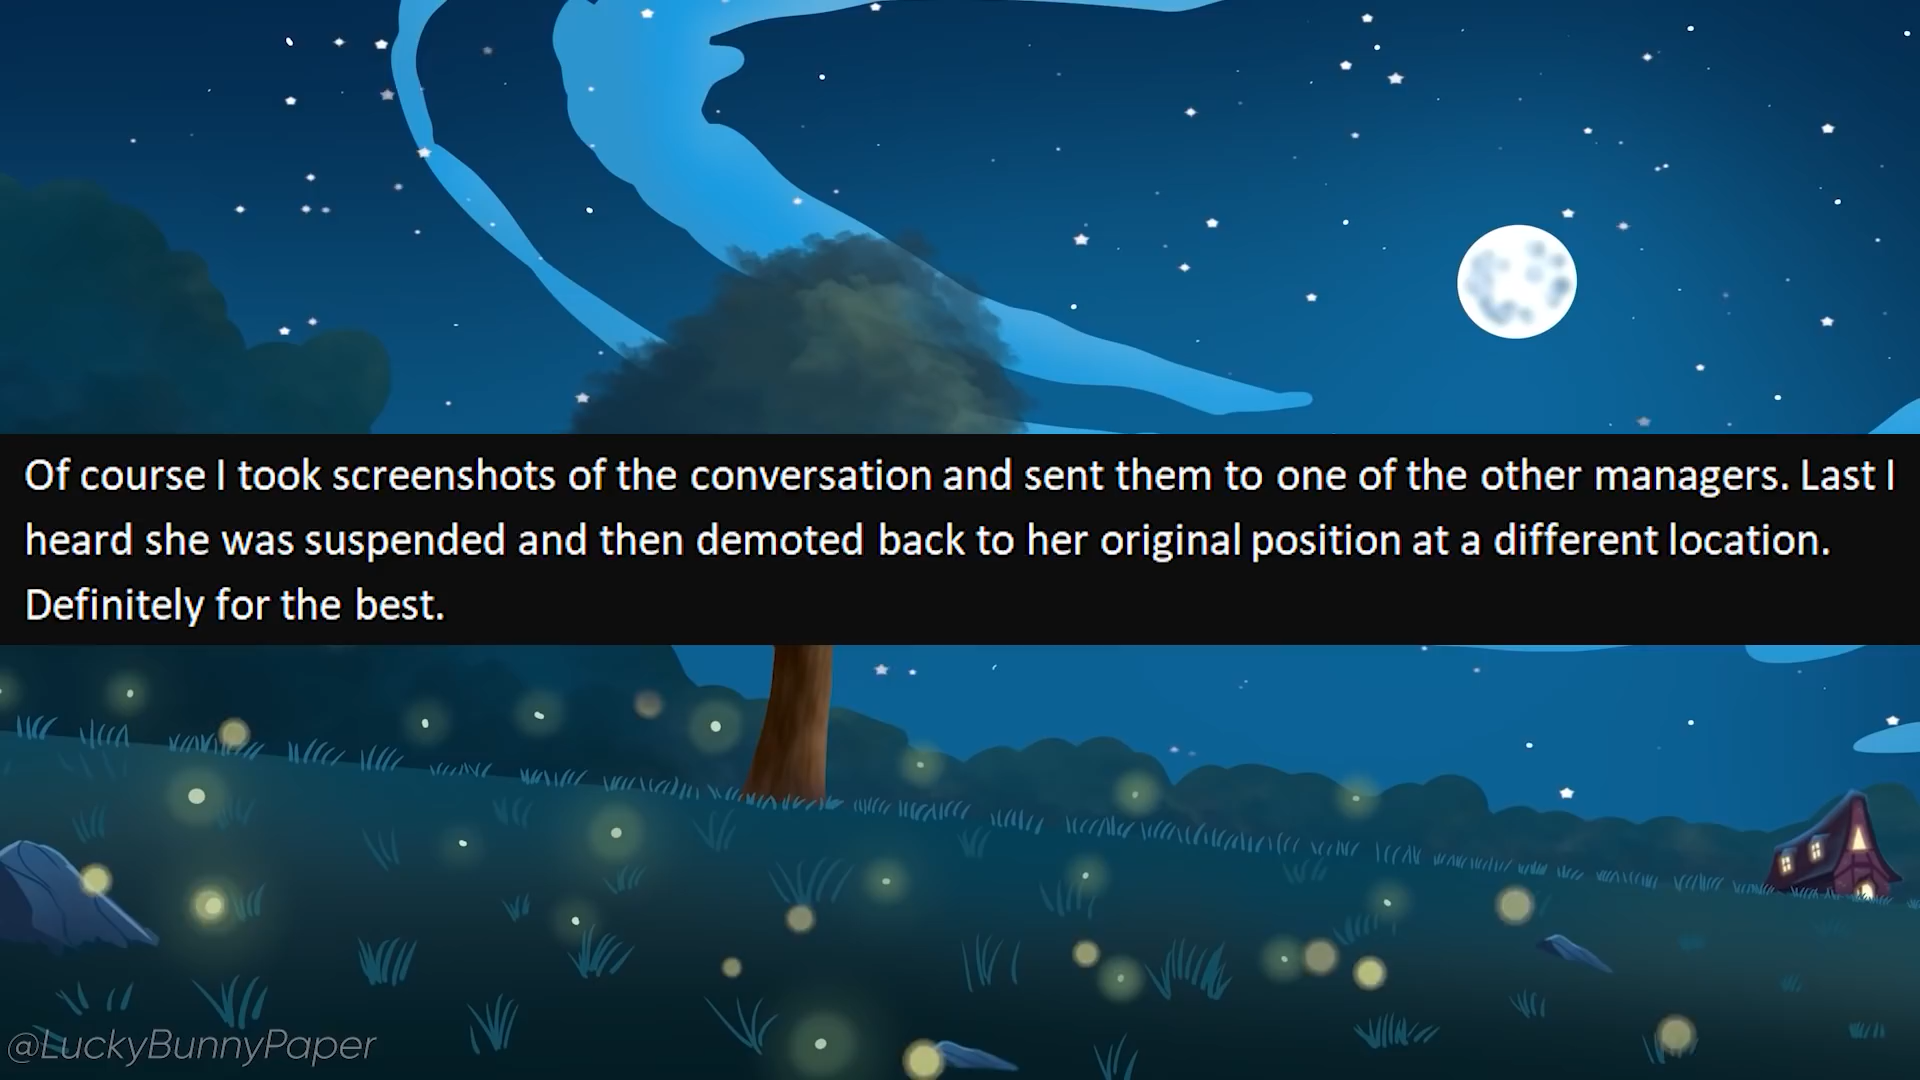 Of course I took screenshots of the conversation and sent them to one of the other managers. Last I
heard she was suspended and then demoted back to her original position at a different location.
Definitely for the best.
@LuckyBunnyPaper